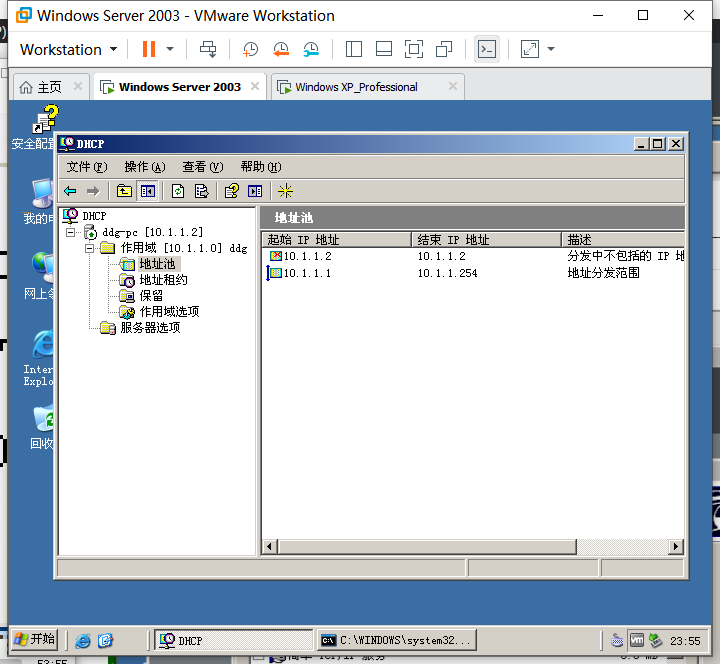 Windows Server 2003 - VMware Workstation
Workstation
主页
Windows Server 2003
Windows XP_Professional
安全配
DHCP
文件(F) 操作(A) 查看(V) 帮助(H)
我的
网上
Inter
Explo
回收
DHCP
ddg-pc [10.1.1.2]
作用域 [10.1.1.0] ddg
地址池
地址租约
保留
作用域选项
服务器选项
地址池
起始 IP 地址 结束 IP 地址 描述
10.1.1.2 10.1.1.2 分发中不包括的 IP 地
10.1.1.1 10.1.1.254 地址分发范围
开始
DHCP
C:\WINDOWS\system32...
23:55